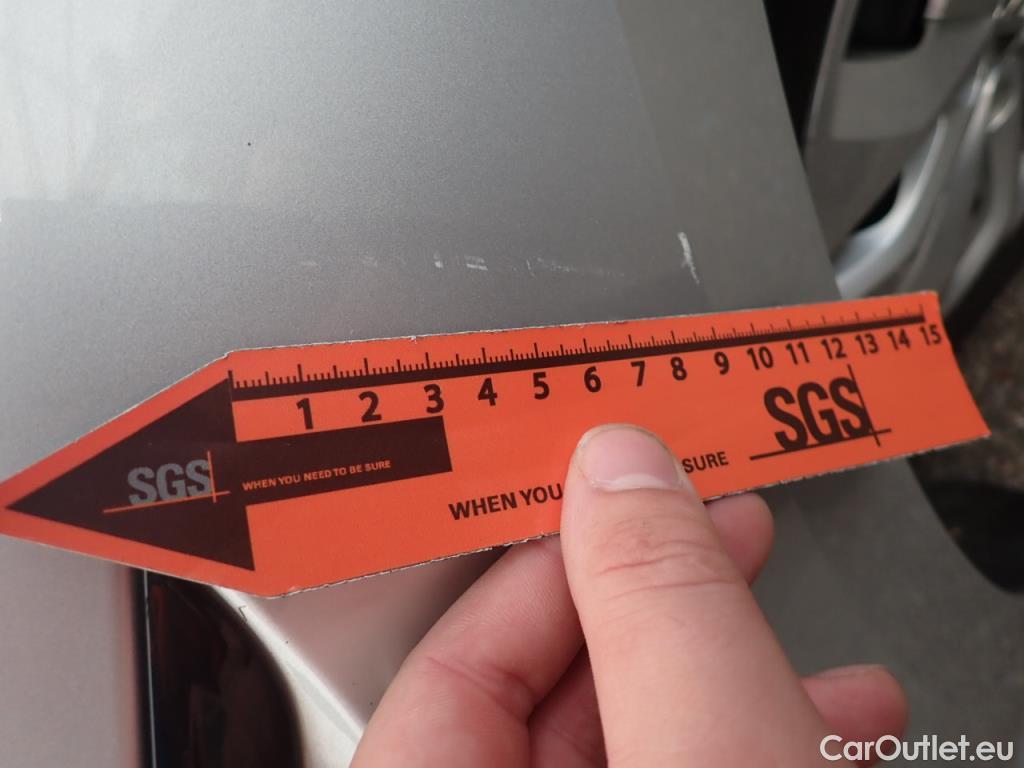 1 2 3 4 5 6 7 8 9 10 11 12 13 14 15
SGS
SGS WHEN YOU NEED TO BE SURE
WHEN YOU SURE
CarOutlet.eu